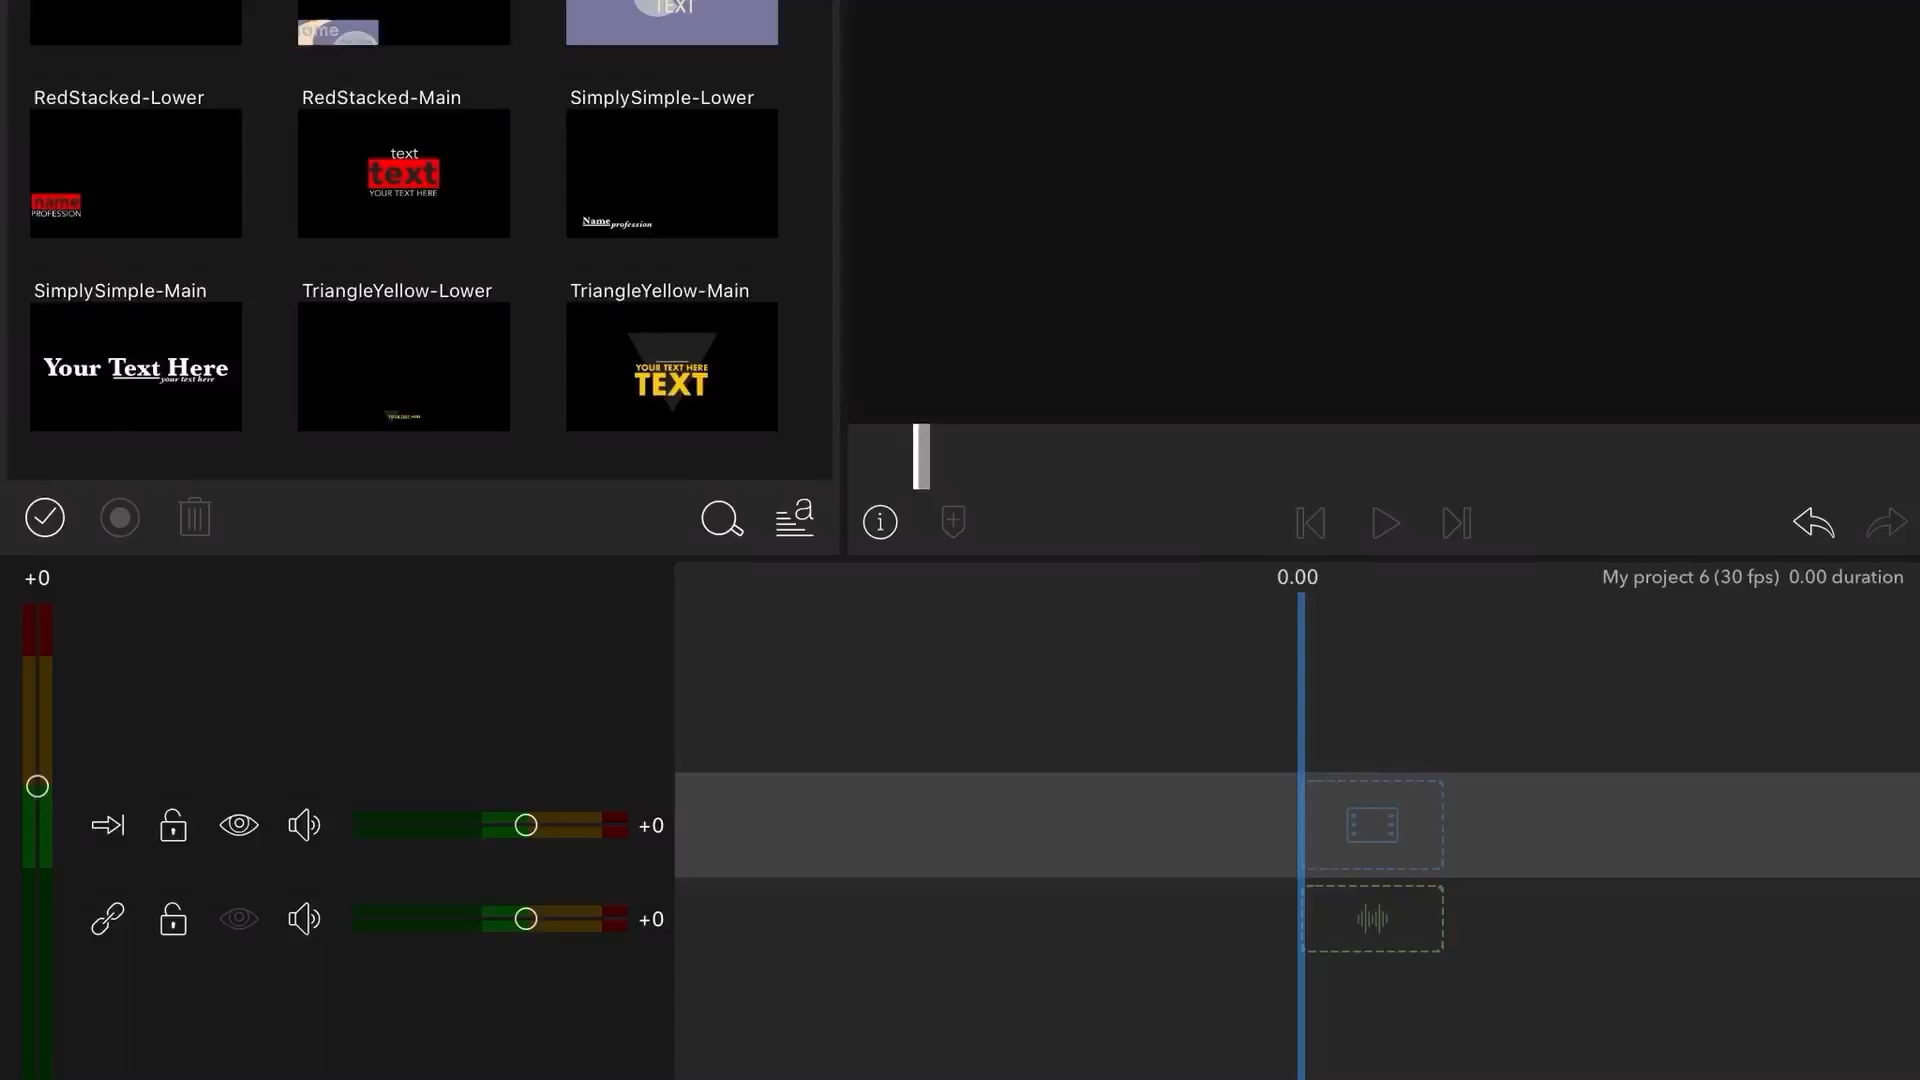 ame
TEXT
RedStacked-Lower
RedStacked-Main
SimplySimple-Lower
name
PROFESSION
text
text
YOUR TEXT HERE
Name profession
SimplySimple-Main
TriangleYellow-Lower
TriangleYellow-Main
Your Text Here
your text here
YOUR TEXT HERE
TEXT
a
+0
0.00
My project 6 (30 fps) 0.00 duration
+0
+0